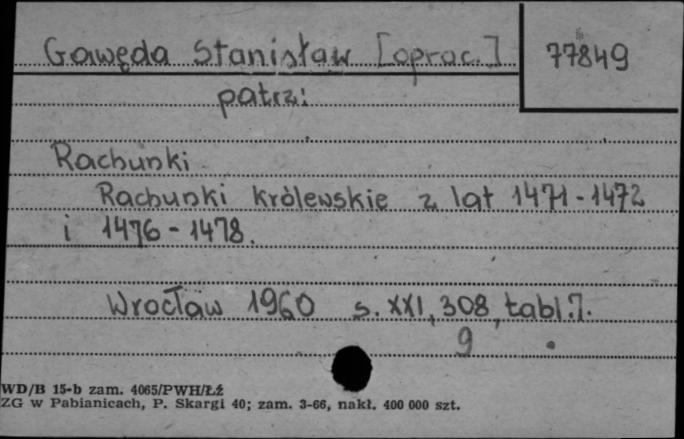 Gawęda Stanisław [oprac.] 77849
patrz:
Rachunki
Rachunki królewskie z lat 1471-1472
i 1476-1478.
Wrocław 1960 s. XXI, 308, tabl. 7.
9
WD/B 15-b zam. 4065/PWH/Łź
ZG w Pabianicach, P. Skargi 40; zam. 3-66, nakł. 400 000 szt.